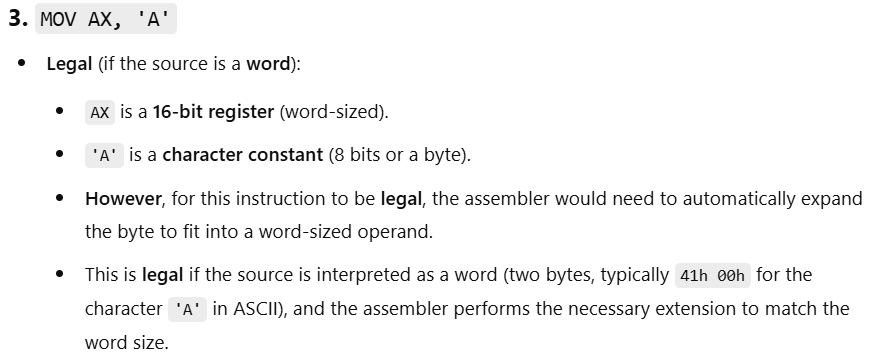 3. MOV AX, 'A'
• Legal (if the source is a word):
• AX is a 16-bit register (word-sized).
• 'A' is a character constant (8 bits or a byte).
• However, for this instruction to be legal, the assembler would need to automatically expand
the byte to fit into a word-sized operand.
• This is legal if the source is interpreted as a word (two bytes, typically 41h 00h for the
character 'A' in ASCII), and the assembler performs the necessary extension to match the
word size.